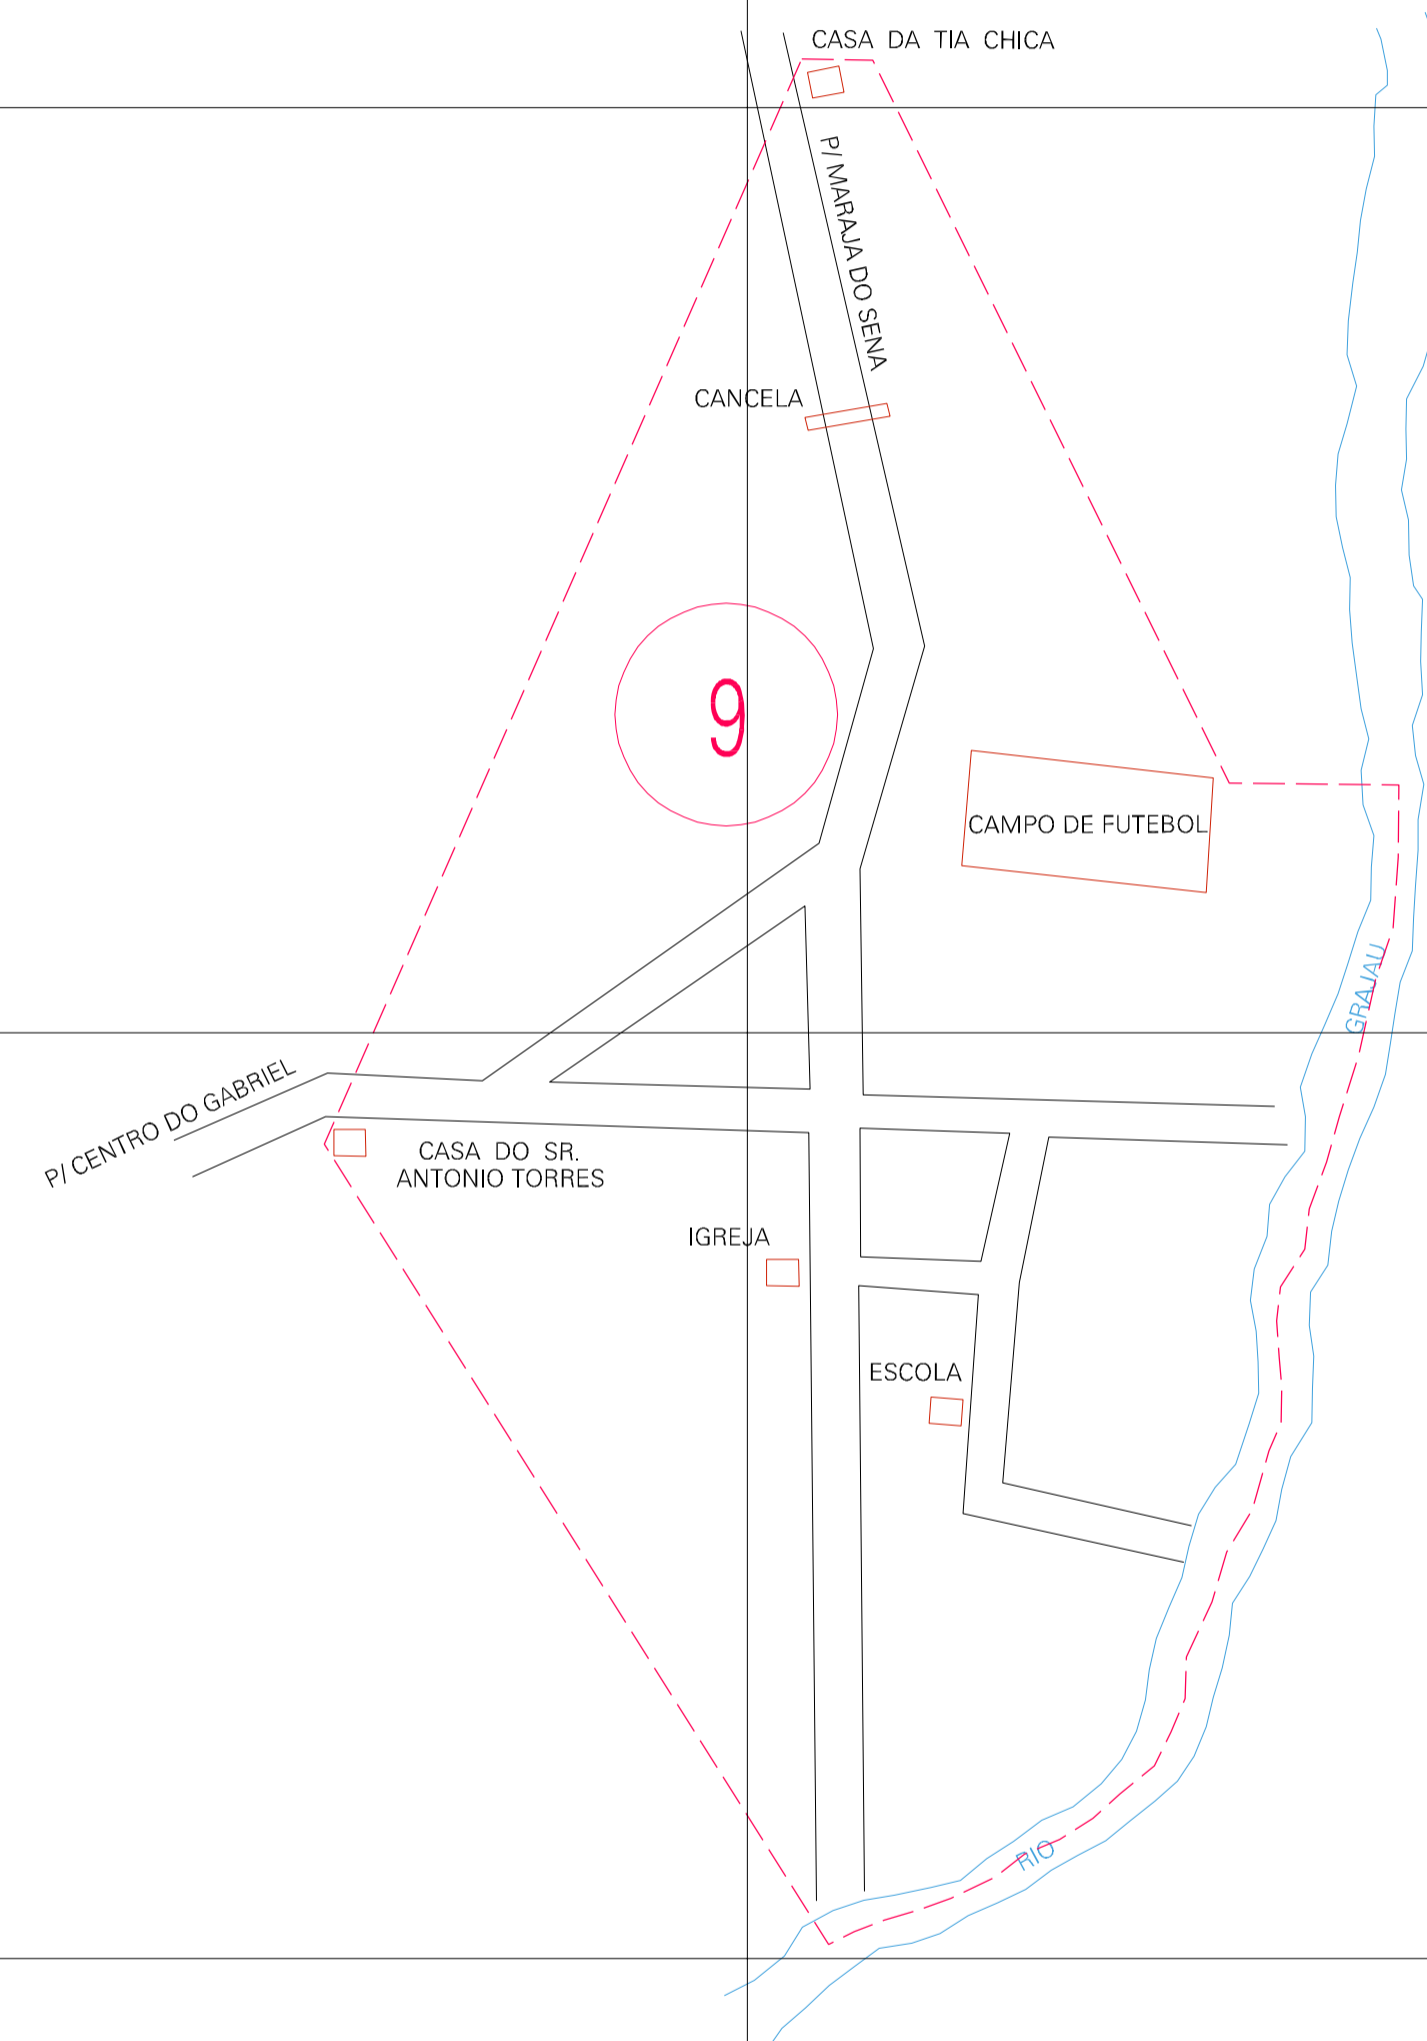 CASA DA TIA CHICA
P/ MARAJA DO SENA
CANCELA
9
CAMPO DE FUTEBOL
GRAJAU
P/ CENTRO DO GABRIEL
CASA DO SR.
ANTONIO TORRES
IGREJA
ESCOLA
RIO